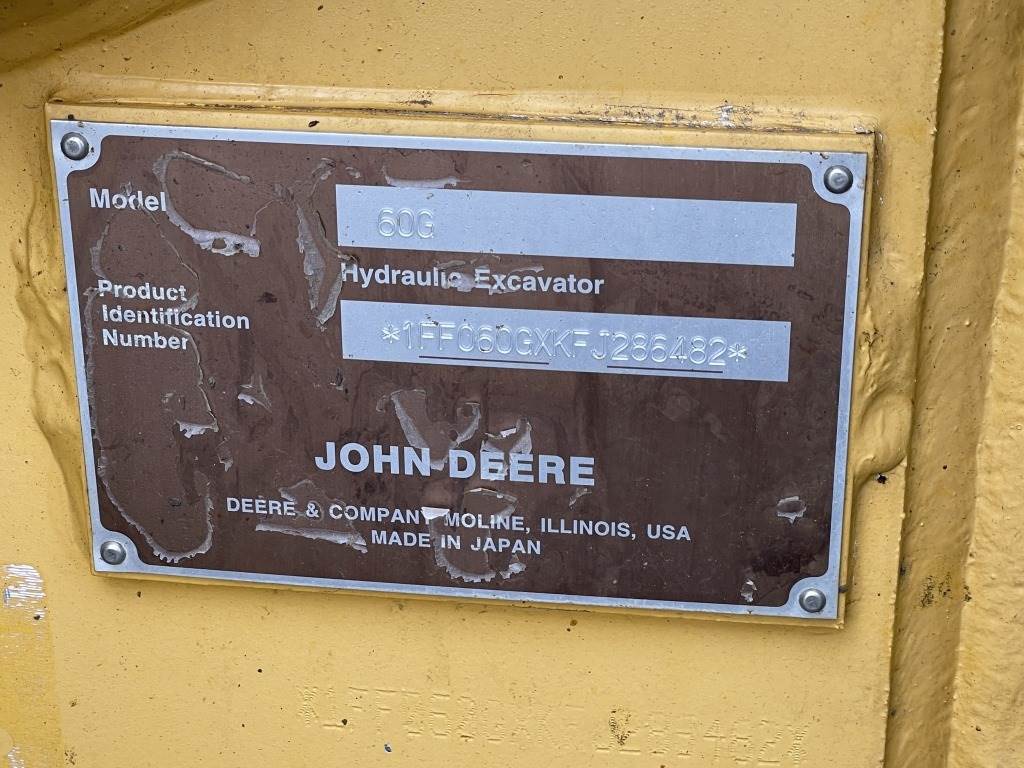 Model
60G
Hydraulic Excavator
Product
Identification
Number
*1FF060GXKFJ286482*
JOHN DEERE
DEERE & COMPANY MOLINE, ILLINOIS, USA
MADE IN JAPAN